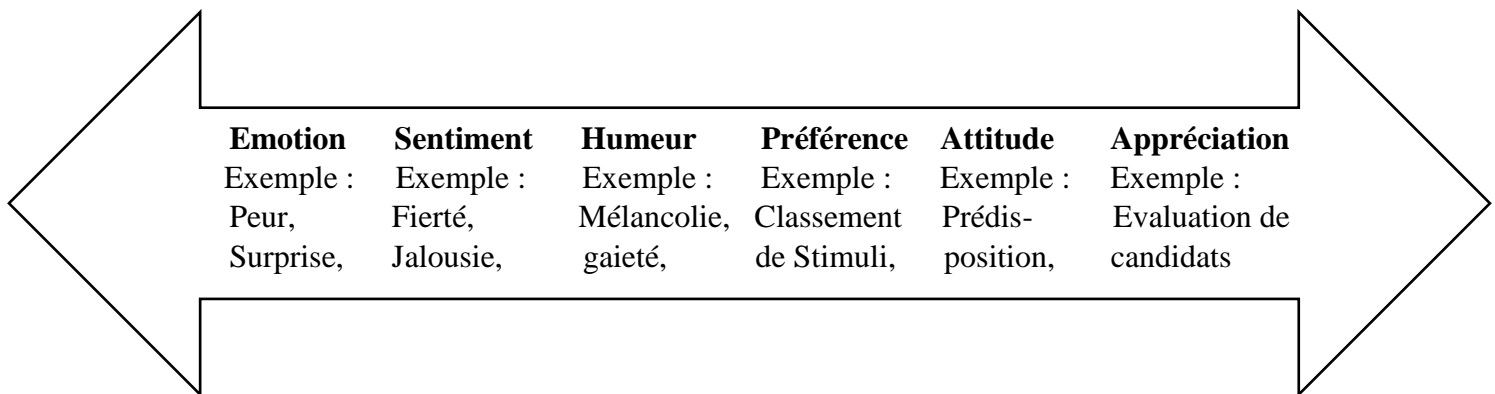 Emotion Sentiment Humeur Préférence Attitude Appréciation
Exemple : Exemple : Exemple : Exemple : Exemple : Exemple :
Peur, Fierté, Mélancolie, Classement Prédis- Evaluation de
Surprise, Jalousie, gaieté, de Stimuli, position, candidats